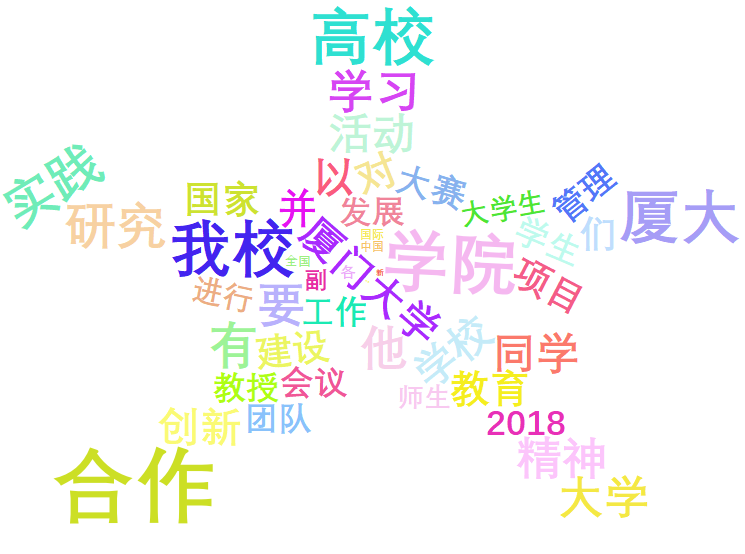 高校
学习
活动
以
对
大赛
实践
研究
国家
并
发展
大学生
管理
厦大
我校
厦门大学
国际
中国
学院
学生
们
全国
副
各
新
项目
进行
要
工作
有
建设
他
学校
同学
教授
会议
师生
教育
创新
团队
2018
精神
合作
大学